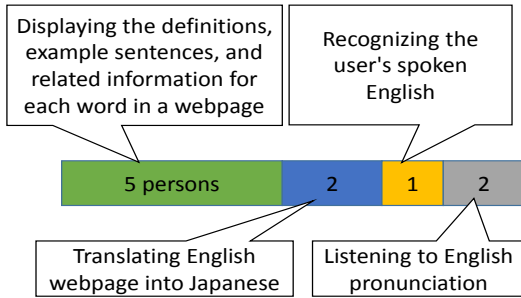 Displaying the definitions,
example sentences, and
related information for
each word in a webpage
Recognizing the
user's spoken
English
5 persons
2
1
2
Translating English
webpage into Japanese
Listening to English
pronunciation